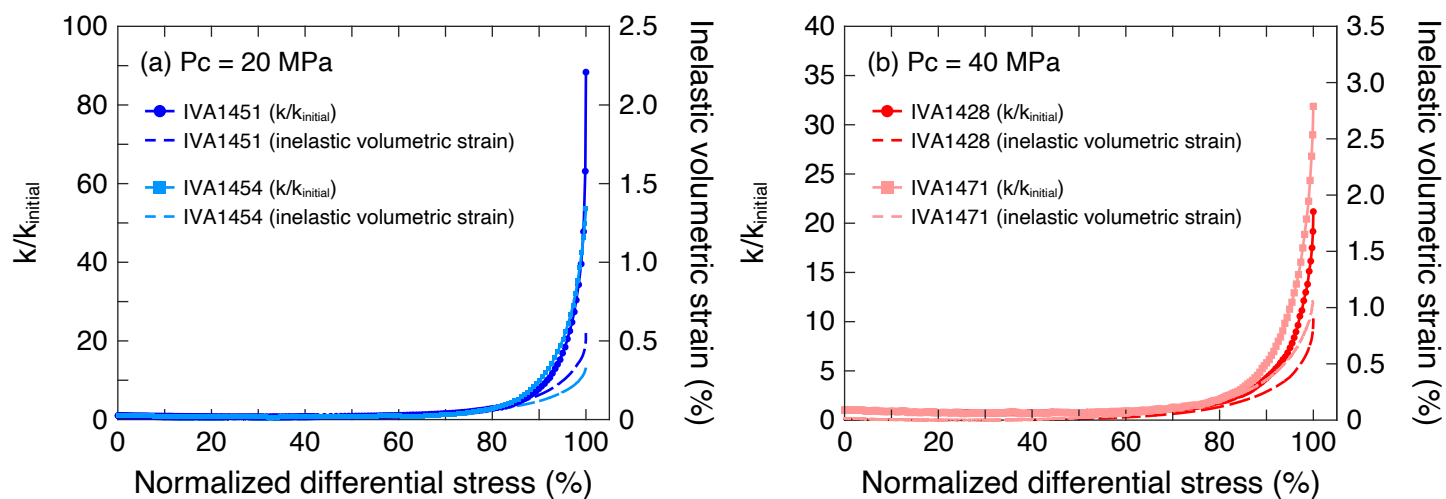 (a) Pc = 20 MPa
IVA1451 (k/kinitial)
IVA1451 (inelastic volumetric strain)
IVA1454 (k/kinitial)
IVA1454 (inelastic volumetric strain)
k/kinitial
100
80
60
40
20
0
Inelastic volumetric strain (%)
2.5
2.0
1.5
1.0
0.5
0
0 20 40 60 80 100
Normalized differential stress (%)
(b) Pc = 40 MPa
IVA1428 (k/kinitial)
IVA1428 (inelastic volumetric strain)
IVA1471 (k/kinitial)
IVA1471 (inelastic volumetric strain)
k/kinitial
40
35
30
25
20
15
10
5
0
Inelastic volumetric strain (%)
3.5
3.0
2.5
2.0
1.5
1.0
0.5
0
0 20 40 60 80 100
Normalized differential stress (%)